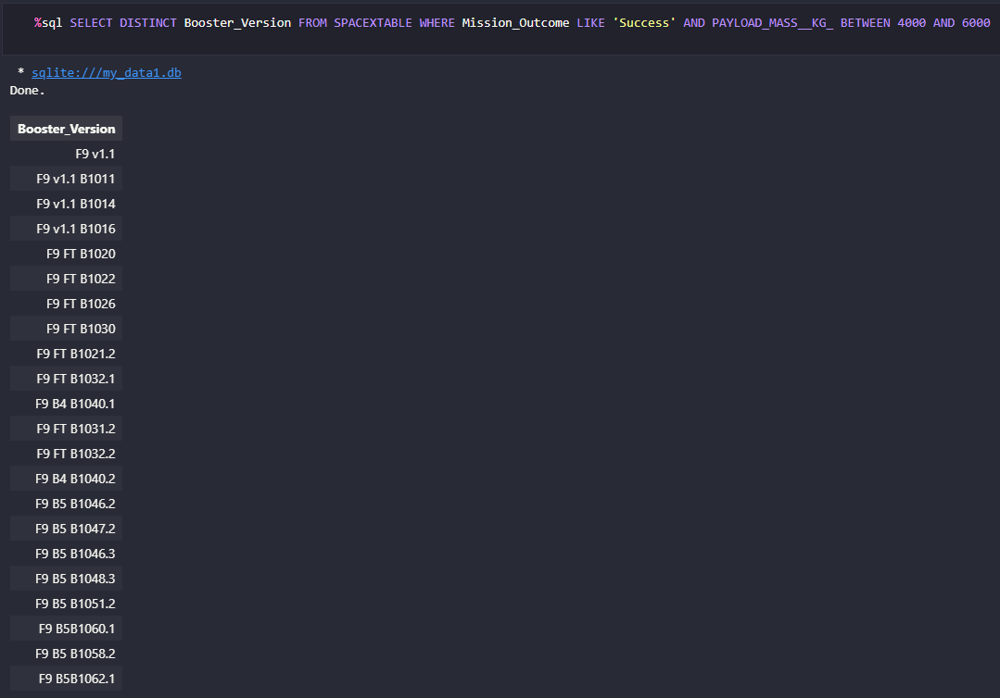 %sql SELECT DISTINCT Booster_Version FROM SPACEXTABLE WHERE Mission_Outcome LIKE 'Success' AND PAYLOAD_MASS__KG_ BETWEEN 4000 AND 6000
* sqlite:///my_data1.db
Done.
Booster_Version
F9 v1.1
F9 v1.1 B1011
F9 v1.1 B1014
F9 v1.1 B1016
F9 FT B1020
F9 FT B1022
F9 FT B1026
F9 FT B1030
F9 FT B1021.2
F9 FT B1032.1
F9 B4 B1040.1
F9 FT B1031.2
F9 FT B1032.2
F9 B4 B1040.2
F9 B5 B1046.2
F9 B5 B1047.2
F9 B5 B1046.3
F9 B5 B1048.3
F9 B5 B1051.2
F9 B5B1060.1
F9 B5 B1058.2
F9 B5B1062.1